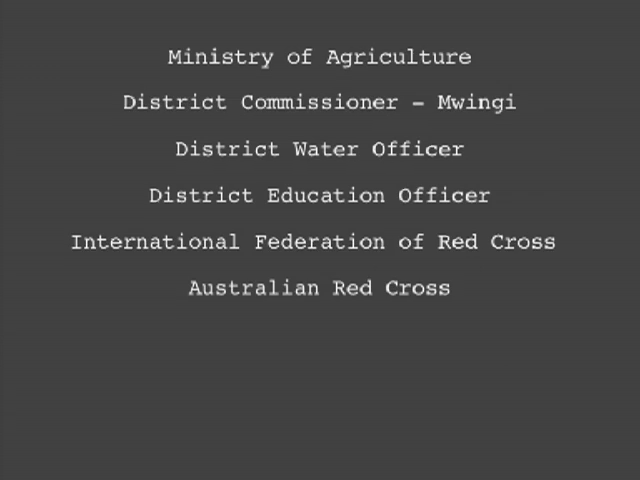 Ministry of Agriculture
District Commissioner – Mwingi
District Water Officer
District Education Officer
International Federation of Red Cross
Australian Red Cross